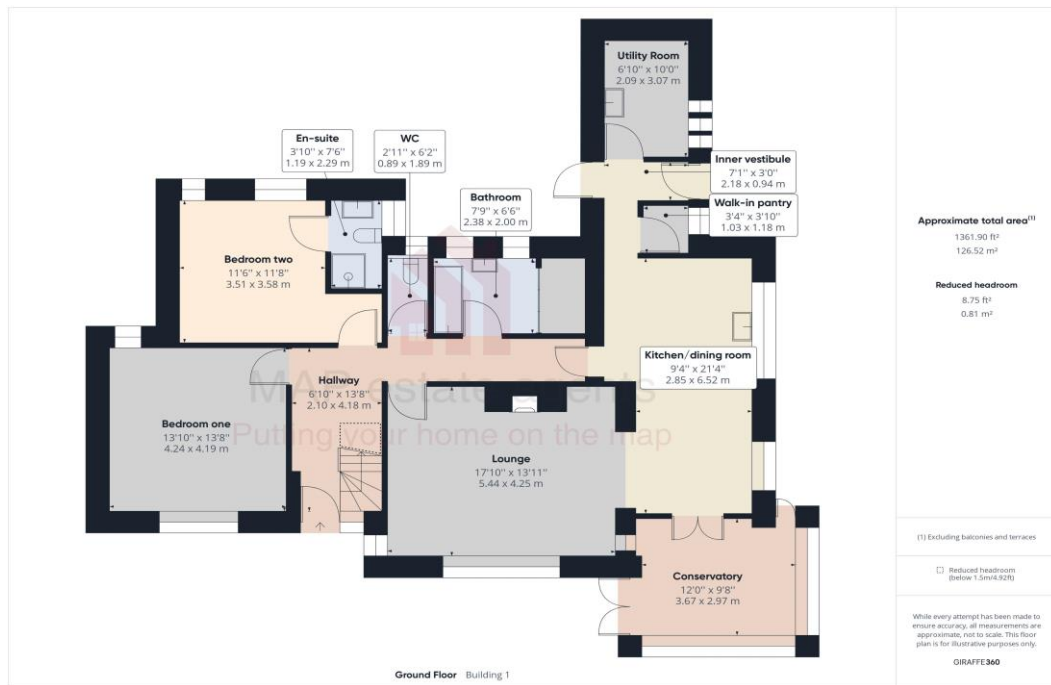 Utility Room
6'10" x 10'0"
2.09 x 3.07 m
En-suite
3'10" x 7'6"
1.19 x 2.29 m
WC
2'11" x 6'2"
0.89 x 1.89 m
Inner vestibule
7'1" x 3'0"
2.18 x 0.94 m
Bathroom
7'9" x 6'6"
2.38 x 2.00 m
Walk-in pantry
3'4" x 3'10"
1.03 x 1.18 m
Bedroom two
11'6" x 11'8"
3.51 x 3.58 m
Kitchen/dining room
9'4" x 21'4"
2.85 x 6.52 m
Hallway
6'10" x 13'8"
2.10 x 4.18 m
MAP estate agents
Putting your home on the map
Bedroom one
13'10" x 13'8"
4.24 x 4.19 m
Lounge
17'10" x 13'11"
5.44 x 4.25 m
Conservatory
12'0" x 9'8"
3.67 x 2.97 m
Ground Floor Building 1
Approximate total area(1)
1361.90 ft²
126.52 m²
Reduced headroom
8.75 ft²
0.81 m²
(1) Excluding balconies and terraces
Reduced headroom
(below 1.5m/4.92ft)
While every attempt has been made to
ensure accuracy, all measurements are
approximate, not to scale. This floor
plan is for illustrative purposes only.
GIRAFFE360